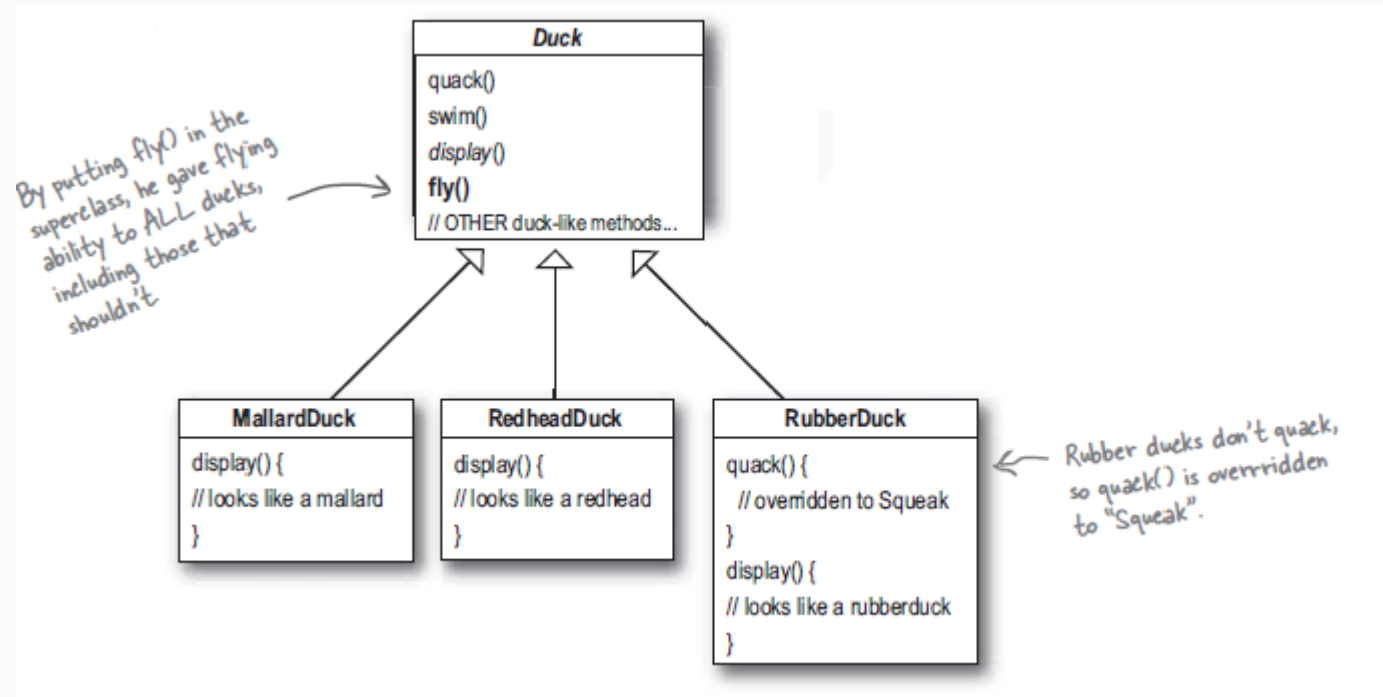 Duck
quack()
swim()
display()
fly()
// OTHER duck-like methods...
By putting fly() in the
superclass, he gave flying
ability to ALL ducks,
including those that
shouldn't
MallardDuck
display() {
// looks like a mallard
}
RedheadDuck
display() {
// looks like a redhead
}
RubberDuck
quack() {
// overridden to Squeak
}
display() {
// looks like a rubberduck
}
Rubber ducks don't quack,
so quack() is overrridden
to "Squeak".